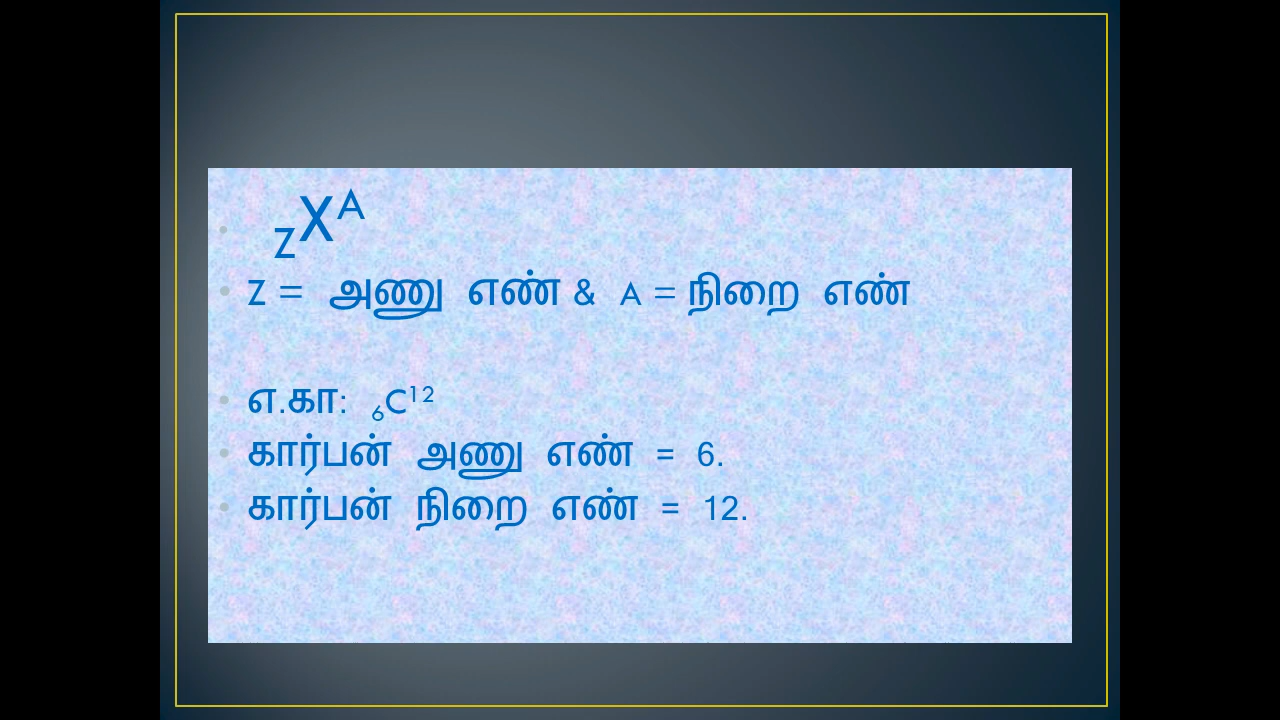 • zXᴬ
• z = அணு எண் & A = நிறை எண்
• எ.கா: ₆C¹²
• கார்பன் அணு எண் = 6.
• கார்பன் நிறை எண் = 12.